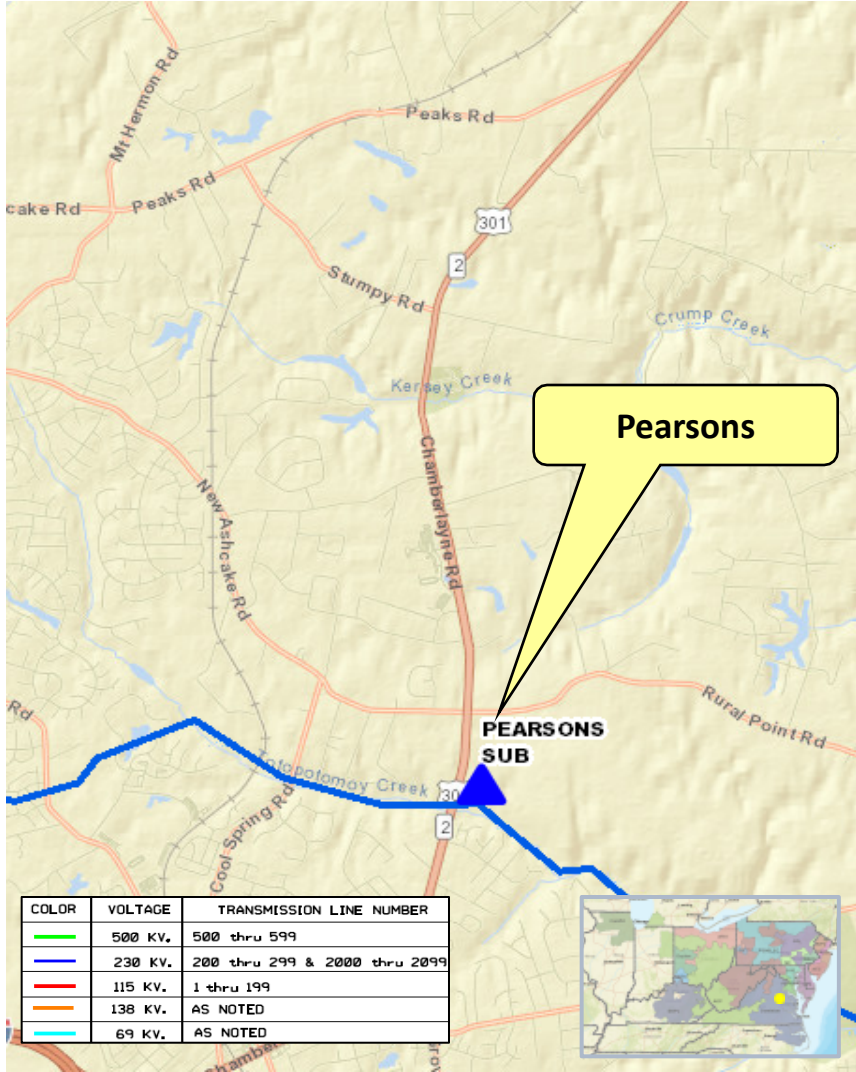 Mt Hermon Rd
Peaks Rd
cake Rd
Peaks Rd
301
2
Stumpy Rd
Crump Creek
Kersey Creek
Pearsons
Chamberlayne Rd
New Ashcake Rd
Rural Point Rd
Rd
PEARSONS
SUB
Totopotomoy Creek
30
2
Cool Spring Rd
COLOR VOLTAGE TRANSMISSION LINE NUMBER
500 KV. 500 thru 599
230 KV. 200 thru 299 & 2000 thru 2099
115 KV. 1 thru 199
138 KV. AS NOTED
69 KV. AS NOTED
Chamber